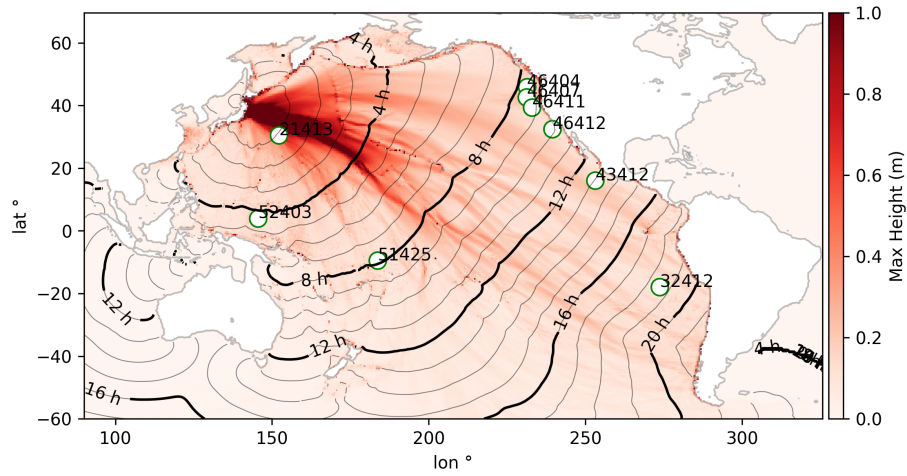 1.0
60
4 h
46404
0.8
46407
40
46411
4 h
21413
46412
8 h
20
43412
0.6
12 h
52403
0
51425
8 h
32412
0.4
−20
12 h
16 h
20 h
12 h
−40
4 h
0.2
16 h
−60
0.0
100
150
200
250
300
lat °
lon °
Max Height (m)